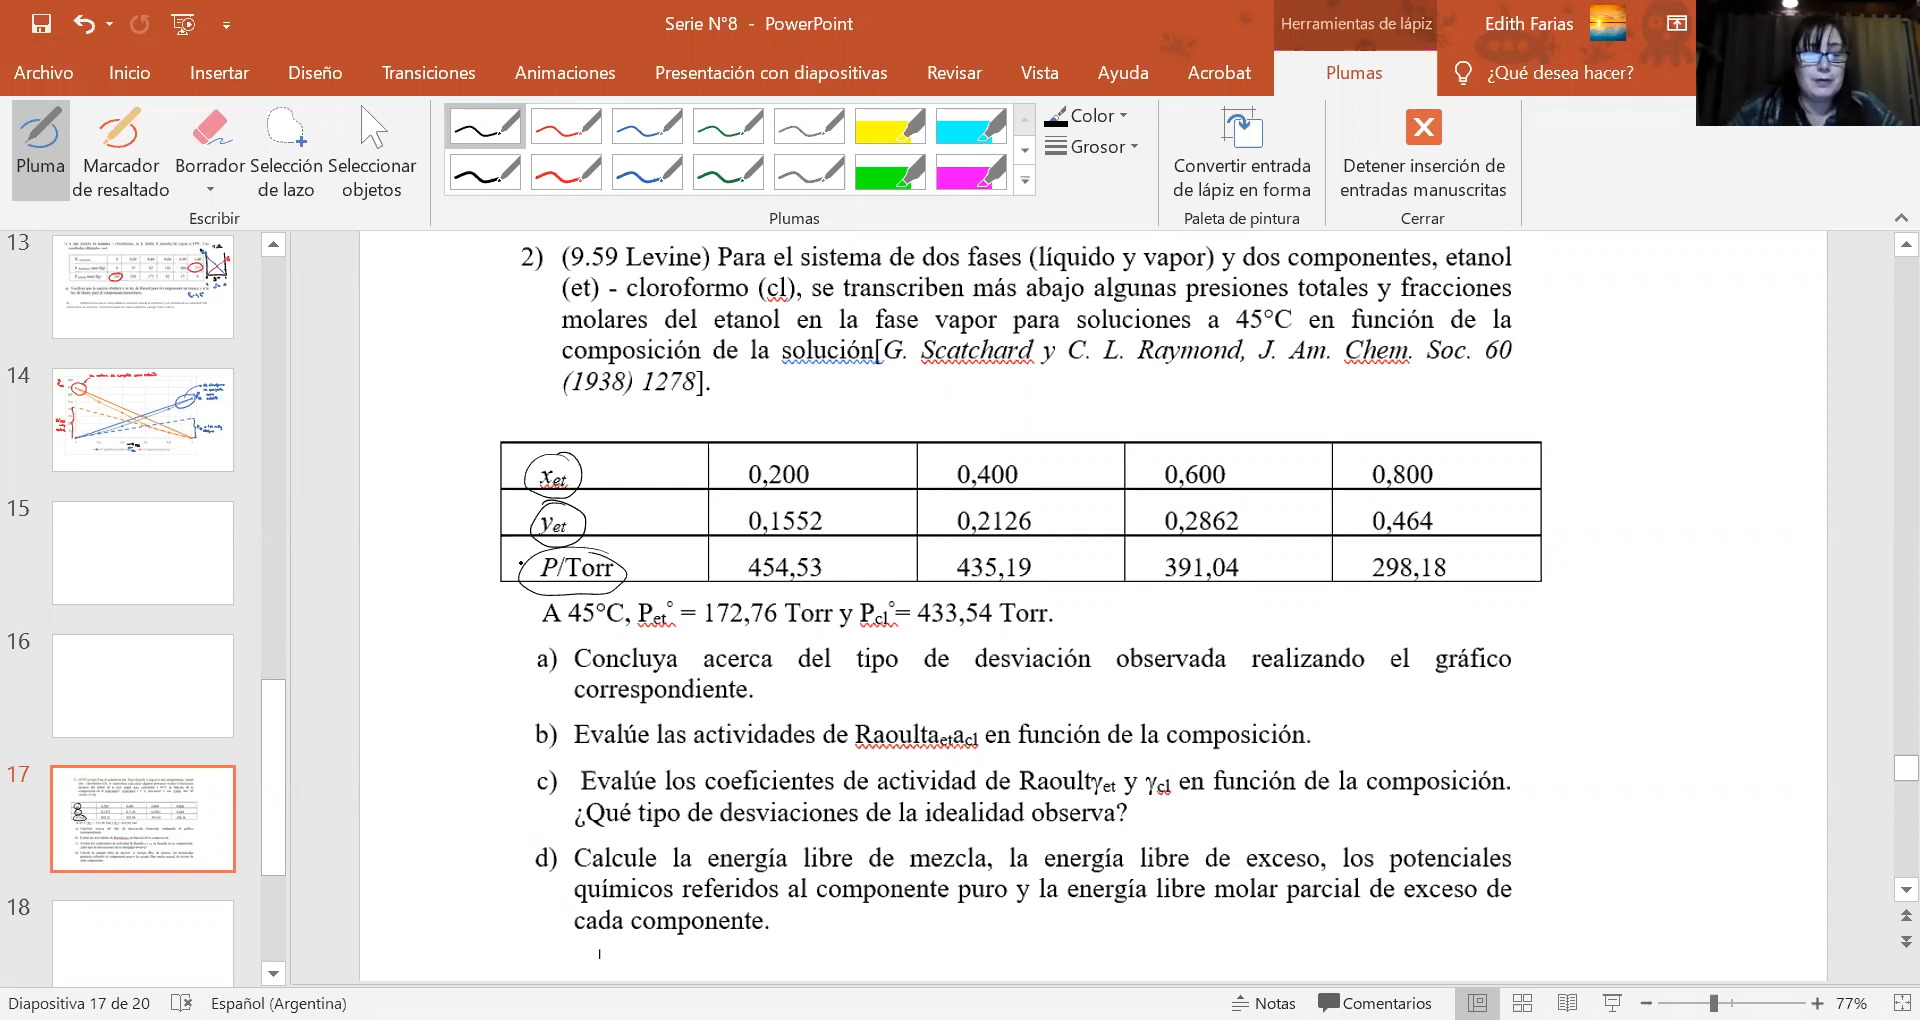 Serie N°8 - PowerPoint
Herramientas de lápiz
Edith Farias
Archivo Inicio Insertar Diseño Transiciones Animaciones Presentación con diapositivas Revisar Vista Ayuda Acrobat Plumas ¿Qué desea hacer?
Pluma
Marcador de resaltado
Borrador
Selección de lazo
Seleccionar objetos
Escribir
Plumas
Color
Grosor
Convertir entrada de lápiz en forma
Paleta de pintura
Detener inserción de entradas manuscritas
Cerrar
13
14
15
16
17
18
2) (9.59 Levine) Para el sistema de dos fases (líquido y vapor) y dos componentes, etanol
(et) - cloroformo (cl), se transcriben más abajo algunas presiones totales y fracciones
molares del etanol en la fase vapor para soluciones a 45°C en función de la
composición de la solución[G. Scatchard y C. L. Raymond, J. Am. Chem. Soc. 60
(1938) 1278].
xet 0,200 0,400 0,600 0,800
yet 0,1552 0,2126 0,2862 0,464
P/Torr 454,53 435,19 391,04 298,18
A 45°C, Pet° = 172,76 Torr y Pcl°= 433,54 Torr.
a) Concluya acerca del tipo de desviación observada realizando el gráfico
correspondiente.
b) Evalúe las actividades de Raoultaetacl en función de la composición.
c) Evalúe los coeficientes de actividad de Raoultγet y γcl en función de la composición.
¿Qué tipo de desviaciones de la idealidad observa?
d) Calcule la energía libre de mezcla, la energía libre de exceso, los potenciales
químicos referidos al componente puro y la energía libre molar parcial de exceso de
cada componente.
Diapositiva 17 de 20 Español (Argentina) Notas Comentarios 77%